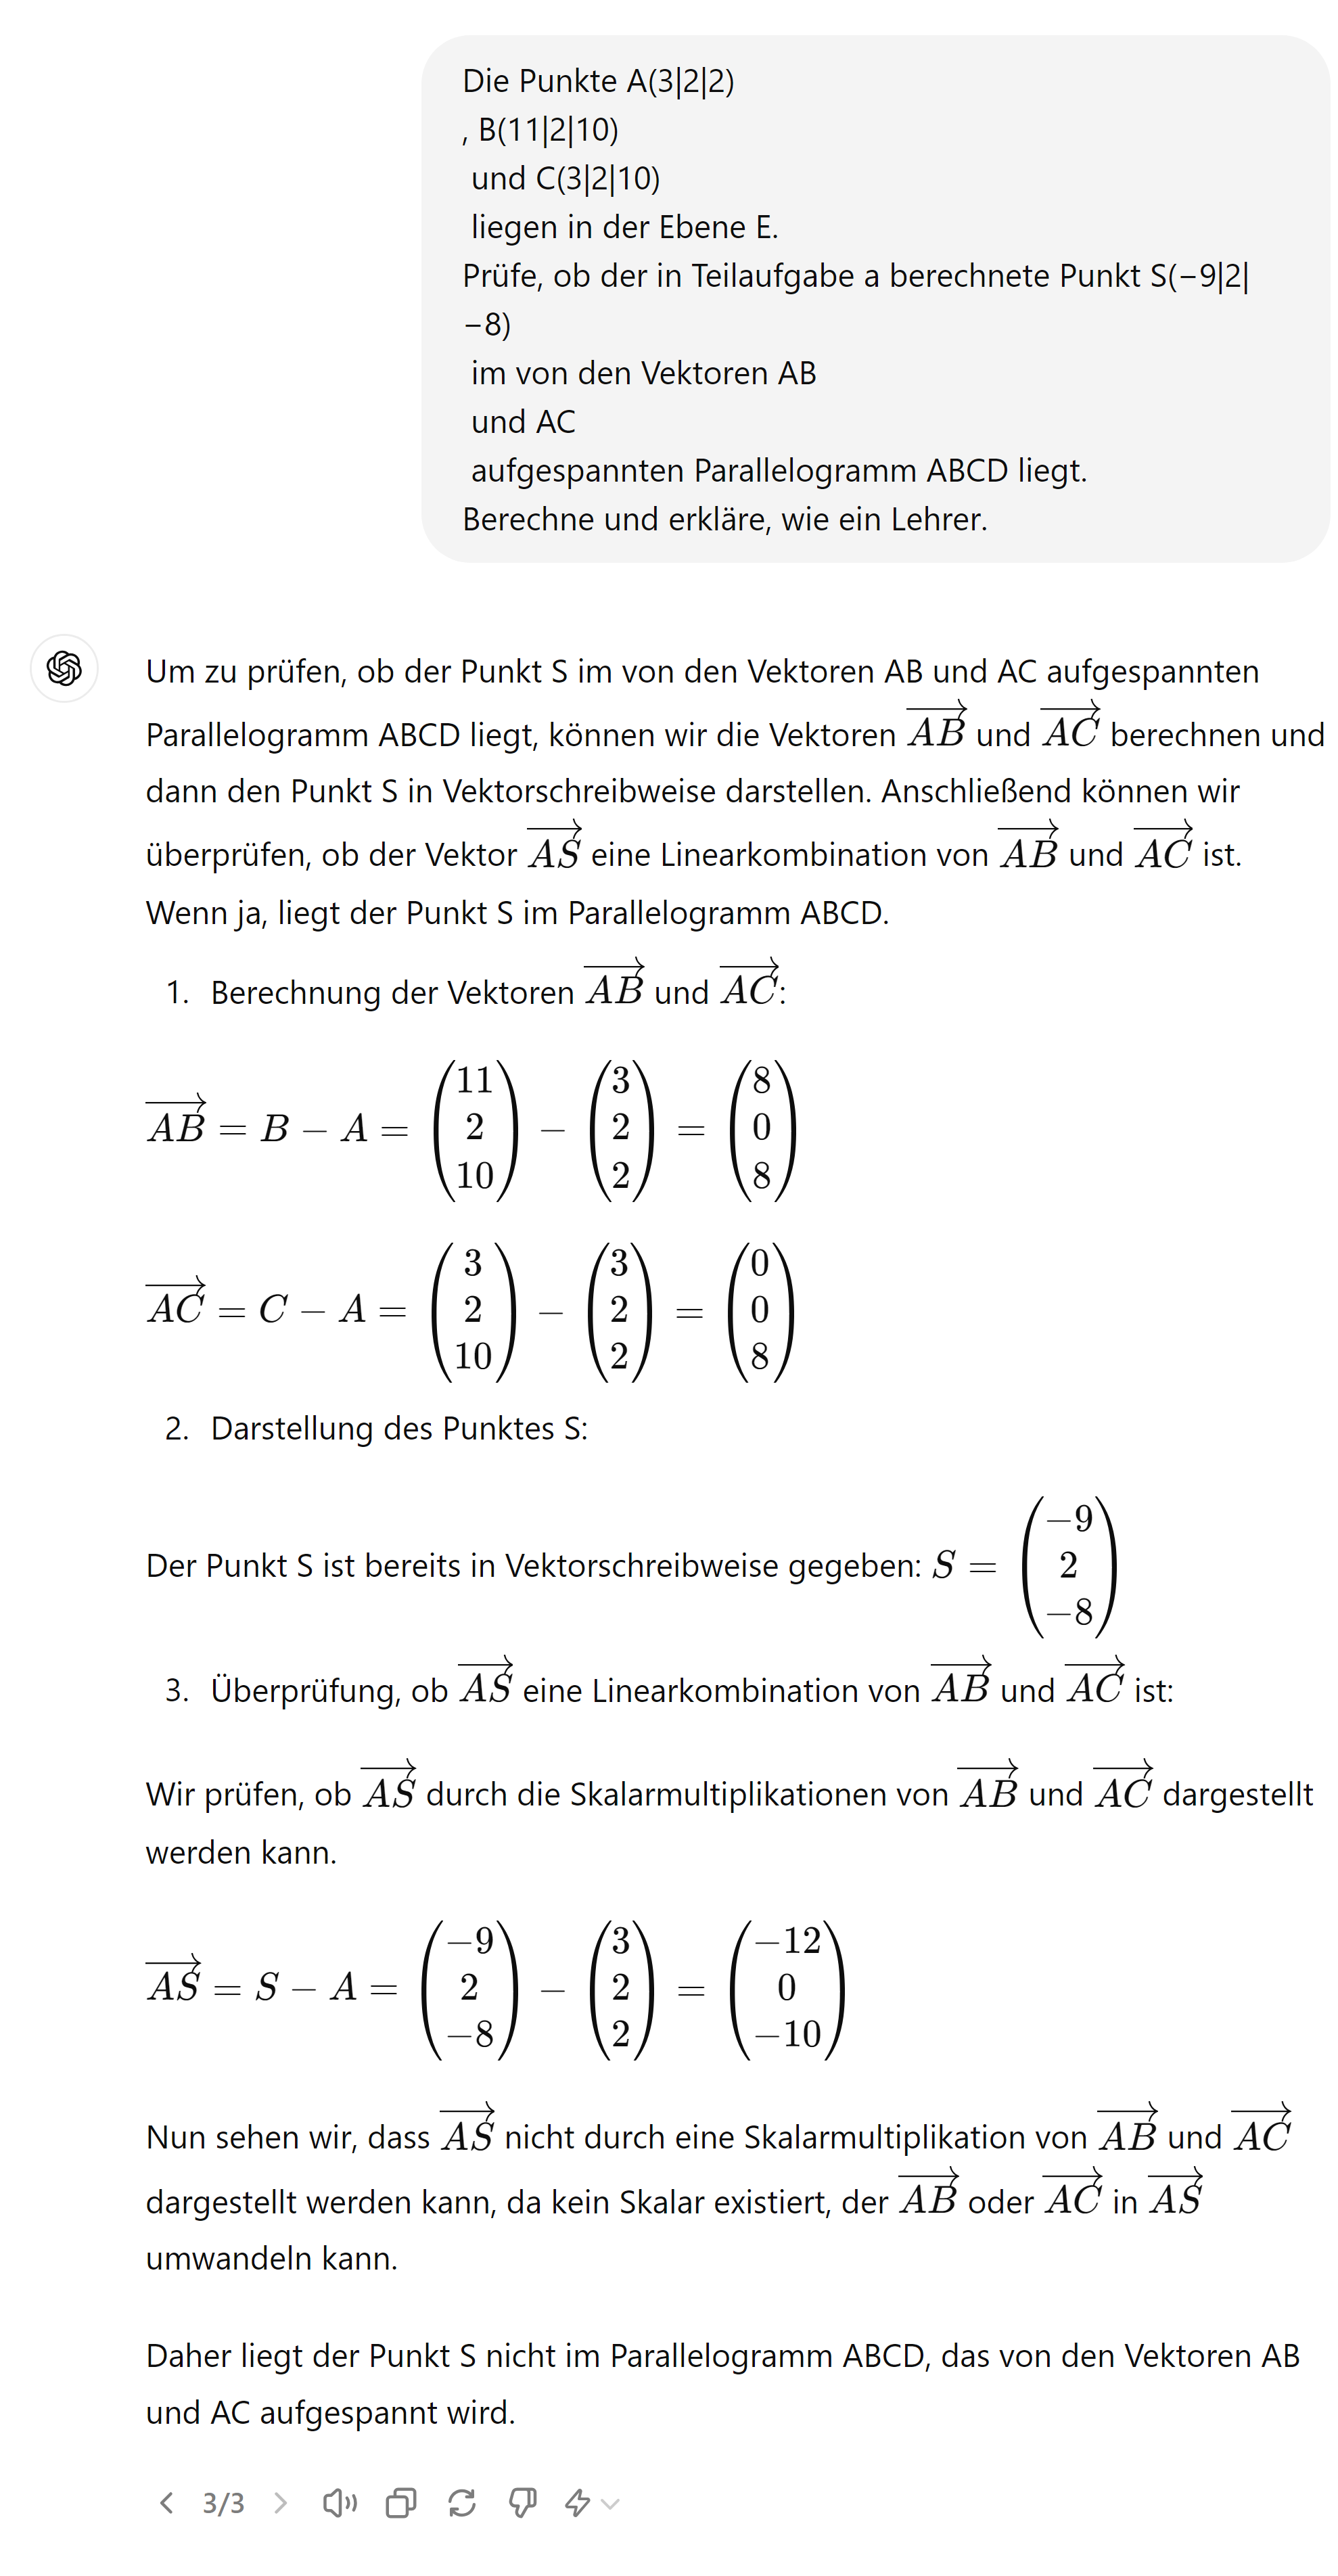 Die Punkte A(3|2|2)
, B(11|2|10)
und C(3|2|10)
liegen in der Ebene E.
Prüfe, ob der in Teilaufgabe a berechnete Punkt S(−9|2|
−8)
im von den Vektoren AB
und AC
aufgespannten Parallelogramm ABCD liegt.
Berechne und erkläre, wie ein Lehrer.
Um zu prüfen, ob der Punkt S im von den Vektoren AB und AC aufgespannten
Parallelogramm ABCD liegt, können wir die Vektoren \overrightarrow{AB} und \overrightarrow{AC} berechnen und
dann den Punkt S in Vektorschreibweise darstellen. Anschließend können wir
überprüfen, ob der Vektor \overrightarrow{AS} eine Linearkombination von \overrightarrow{AB} und \overrightarrow{AC} ist.
Wenn ja, liegt der Punkt S im Parallelogramm ABCD.
1. Berechnung der Vektoren \overrightarrow{AB} und \overrightarrow{AC}:
\overrightarrow{AB} = B − A = \begin{pmatrix} 11 \\ 2 \\ 10 \end{pmatrix} − \begin{pmatrix} 3 \\ 2 \\ 2 \end{pmatrix} = \begin{pmatrix} 8 \\ 0 \\ 8 \end{pmatrix}
\overrightarrow{AC} = C − A = \begin{pmatrix} 3 \\ 2 \\ 10 \end{pmatrix} − \begin{pmatrix} 3 \\ 2 \\ 2 \end{pmatrix} = \begin{pmatrix} 0 \\ 0 \\ 8 \end{pmatrix}
2. Darstellung des Punktes S:
Der Punkt S ist bereits in Vektorschreibweise gegeben: S = \begin{pmatrix} −9 \\ 2 \\ −8 \end{pmatrix}
3. Überprüfung, ob \overrightarrow{AS} eine Linearkombination von \overrightarrow{AB} und \overrightarrow{AC} ist:
Wir prüfen, ob \overrightarrow{AS} durch die Skalarmultiplikationen von \overrightarrow{AB} und \overrightarrow{AC} dargestellt
werden kann.
\overrightarrow{AS} = S − A = \begin{pmatrix} −9 \\ 2 \\ −8 \end{pmatrix} − \begin{pmatrix} 3 \\ 2 \\ 2 \end{pmatrix} = \begin{pmatrix} −12 \\ 0 \\ −10 \end{pmatrix}
Nun sehen wir, dass \overrightarrow{AS} nicht durch eine Skalarmultiplikation von \overrightarrow{AB} und \overrightarrow{AC}
dargestellt werden kann, da kein Skalar existiert, der \overrightarrow{AB} oder \overrightarrow{AC} in \overrightarrow{AS}
umwandeln kann.
Daher liegt der Punkt S nicht im Parallelogramm ABCD, das von den Vektoren AB
und AC aufgespannt wird.
3/3